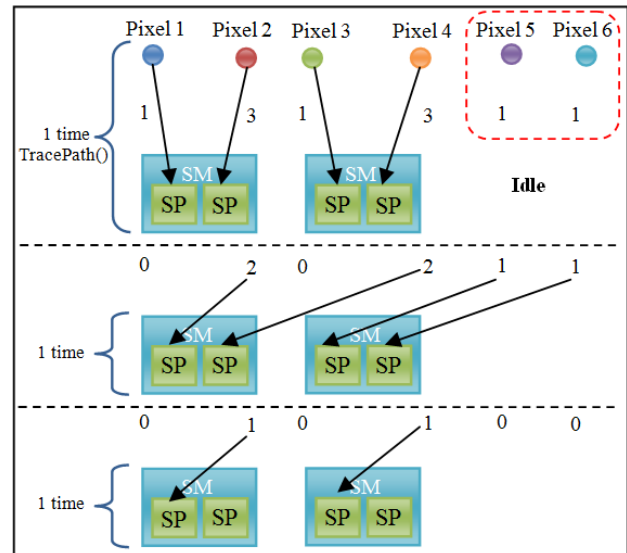 Pixel 1 Pixel 2 Pixel 3 Pixel 4 Pixel 5 Pixel 6
1 3 1 3 1 1
1 time
TracePath()
SM SM
SP SP SP SP
Idle
0 2 0 2 1 1
1 time
SM SM
SP SP SP SP
0 1 0 1 0 0
1 time
SM SM
SP SP SP SP